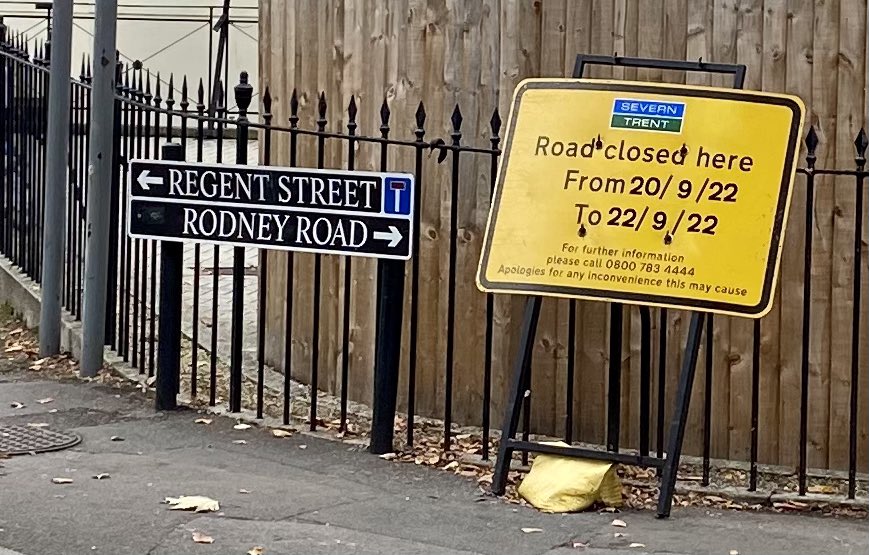 REGENT STREET
RODNEY ROAD
SEVERN
TRENT
Road closed here
From 20/9/22
To 22/9/22
For further information
please call 0800 783 4444
Apologies for any inconvenience this may cause